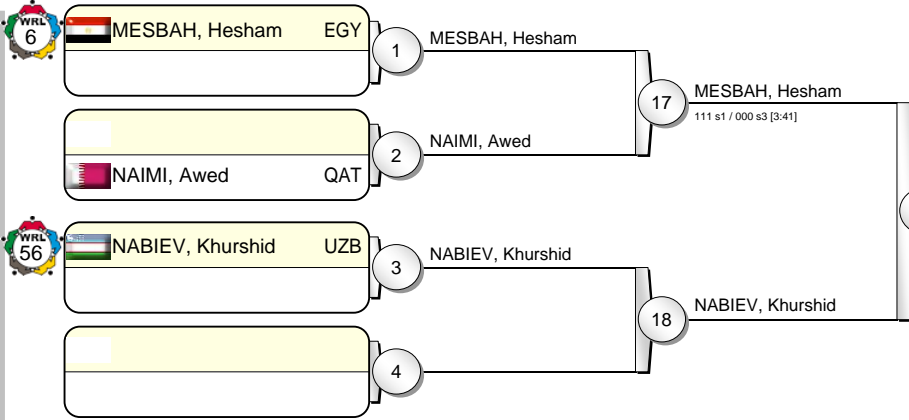 WRL
6
MESBAH, Hesham EGY
1
MESBAH, Hesham
17
MESBAH, Hesham
111 s1 / 000 s3 [3:41]
NAIMI, Awed QAT
2
NAIMI, Awed
WRL
56
NABIEV, Khurshid UZB
3
NABIEV, Khurshid
18
NABIEV, Khurshid
4